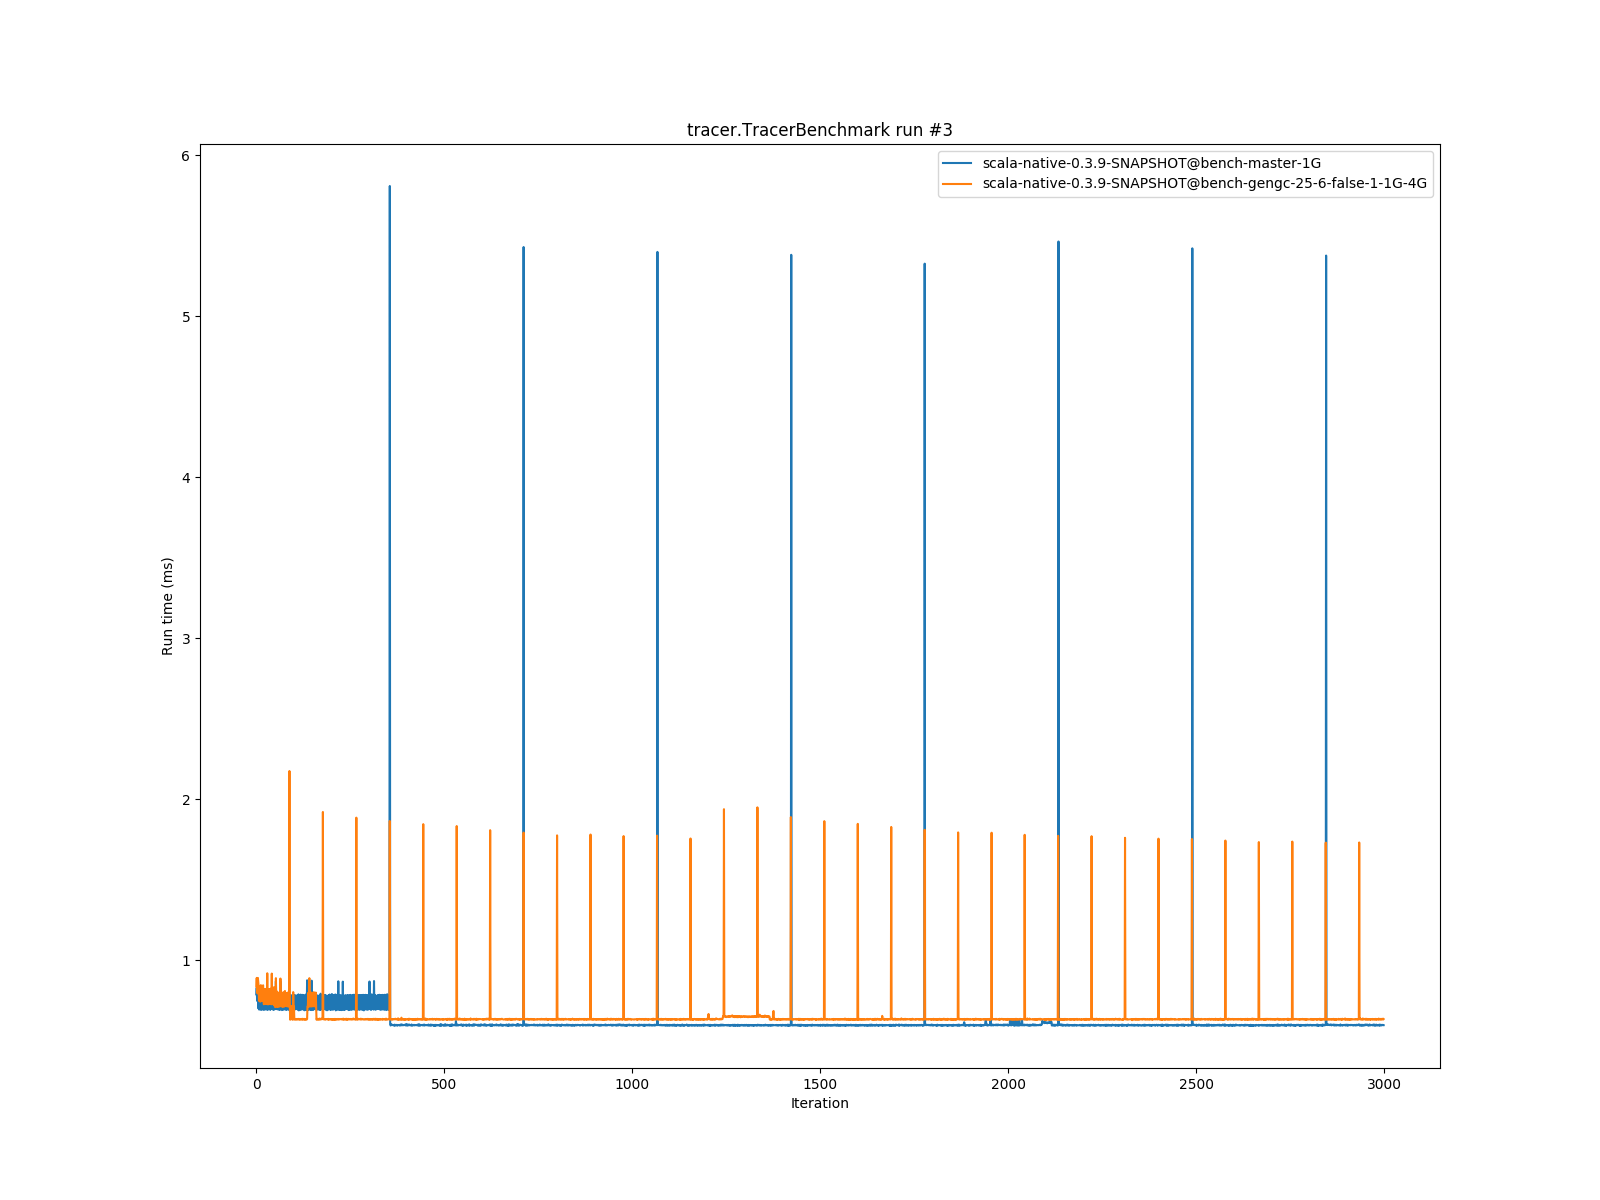 tracer.TracerBenchmark run #3
scala-native-0.3.9-SNAPSHOT@bench-master-1G
scala-native-0.3.9-SNAPSHOT@bench-gengc-25-6-false-1-1G-4G
6
5
4
3
2
1
Run time (ms)
0 500 1000 1500 2000 2500 3000
Iteration